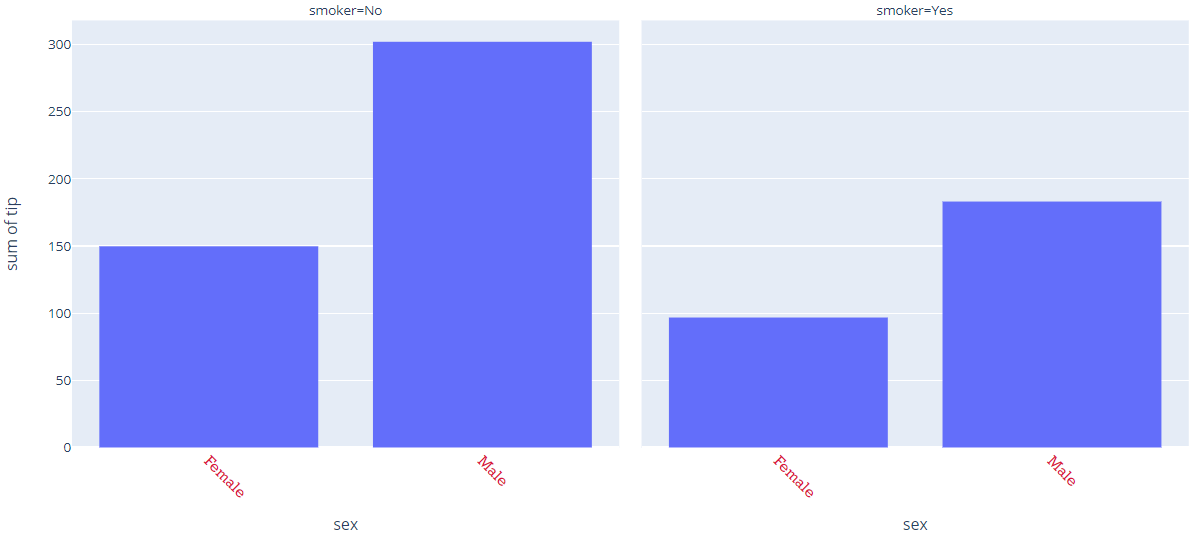 smoker=No
smoker=Yes
sum of tip
300
250
200
150
100
50
0
Female
Male
Female
Male
sex
sex